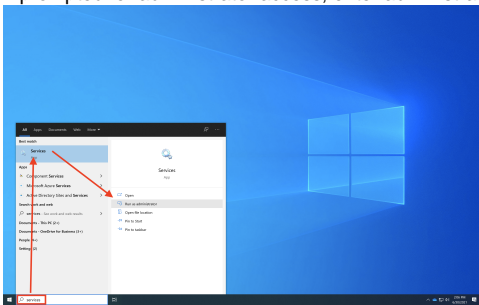 All Apps Documents Web More
Best match
Services
App
Apps
Component Services
Microsoft Azure Services
Active Directory Sites and Services
Search work and web
services - See work and web results
Documents - This PC (2+)
Documents - OneDrive for Business (3+)
People (4+)
Settings (2)
Services
App
Open
Run as administrator
Open file location
Pin to Start
Pin to taskbar
services